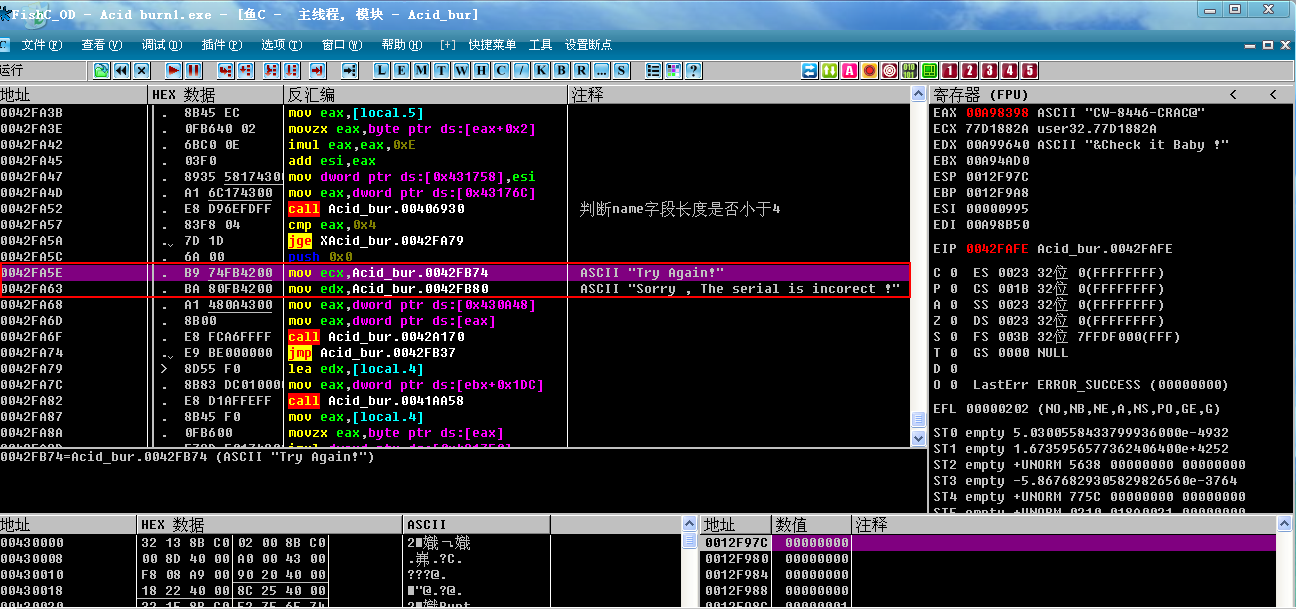 FishC_OD - Acid burn1.exe - [鱼C - 主线程, 模块 - Acid_bur]
C 文件(F) 查看(V) 调试(D) 插件(P) 选项(T) 窗口(W) 帮助(H) [+] 快捷菜单 工具 设置断点
运行 L E M T W H C / K B R ... S ? A 1 2 3 4 5
地址 HEX 数据 反汇编 注释
0042FA3B . 8B45 EC mov eax,[local.5]
0042FA3E . 0FB640 02 movzx eax,byte ptr ds:[eax+0x2]
0042FA42 . 6BC0 0E imul eax,eax,0xE
0042FA45 . 03F0 add esi,eax
0042FA47 . 8935 58174300 mov dword ptr ds:[0x431758],esi
0042FA4D . A1 6C174300 mov eax,dword ptr ds:[0x43176C]
0042FA52 . E8 D96EFDFF call Acid_bur.00406930 判断name字段长度是否小于4
0042FA57 . 83F8 04 cmp eax,0x4
0042FA5A . 7D 1D jge XAcid_bur.0042FA79
0042FA5C . 6A 00 push 0x0
0042FA5E . B9 74FB4200 mov ecx,Acid_bur.0042FB74 ASCII "Try Again!"
0042FA63 . BA 80FB4200 mov edx,Acid_bur.0042FB80 ASCII "Sorry , The serial is incorect !"
0042FA68 . A1 480A4300 mov eax,dword ptr ds:[0x430A48]
0042FA6D . 8B00 mov eax,dword ptr ds:[eax]
0042FA6F . E8 FCA6FFFF call Acid_bur.0042A170
0042FA74 . E9 BE000000 jmp Acid_bur.0042FB37
0042FA79 > 8D55 F0 lea edx,[local.4]
0042FA7C . 8B83 DC010000 mov eax,dword ptr ds:[ebx+0x1DC]
0042FA82 . E8 D1AFFEFF call Acid_bur.0041AA58
0042FA87 . 8B45 F0 mov eax,[local.4]
0042FA8A . 0FB600 movzx eax,byte ptr ds:[eax]
0042FB74=Acid_bur.0042FB74 (ASCII "Try Again!")
寄存器 (FPU) < <
EAX 00A98398 ASCII "CW-8446-CRAC@"
ECX 77D1882A user32.77D1882A
EDX 00A99640 ASCII "&Check it Baby !"
EBX 00A94AD0
ESP 0012F97C
EBP 0012F9A8
ESI 00000995
EDI 00A98B50
EIP 0042FAFE Acid_bur.0042FAFE
C 0 ES 0023 32位 0(FFFFFFFF)
P 0 CS 001B 32位 0(FFFFFFFF)
A 0 SS 0023 32位 0(FFFFFFFF)
Z 0 DS 0023 32位 0(FFFFFFFF)
S 0 FS 003B 32位 7FFDF000(FFF)
T 0 GS 0000 NULL
D 0
O 0 LastErr ERROR_SUCCESS (00000000)
EFL 00000202 (NO,NB,NE,A,NS,PO,GE,G)
ST0 empty 5.0300558433799936000e-4932
ST1 empty 1.6735956577362406400e+4252
ST2 empty +UNORM 5638 00000000 00000000
ST3 empty -5.8676829305829826560e-3764
ST4 empty +UNORM 775C 00000000 00000000
地址 HEX 数据 ASCII
00430000 32 13 8B C0 02 00 8B C0
00430008 00 8D 40 00 A0 00 43 00
00430010 F8 08 A9 00 90 20 40 00 ???@.
00430018 18 22 40 00 8C 25 40 00
地址 数值 注释
0012F97C 00000000
0012F980 00000000
0012F984 00000000
0012F988 00000000